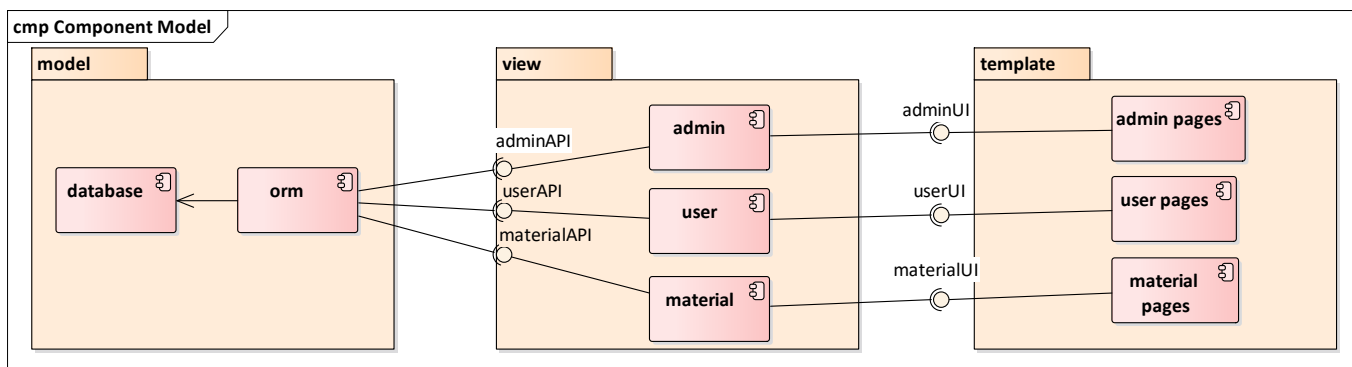 cmp Component Model
model
view
template
database
orm
adminAPI
userAPI
materialAPI
admin
user
material
adminUI
userUI
materialUI
admin pages
user pages
material
pages